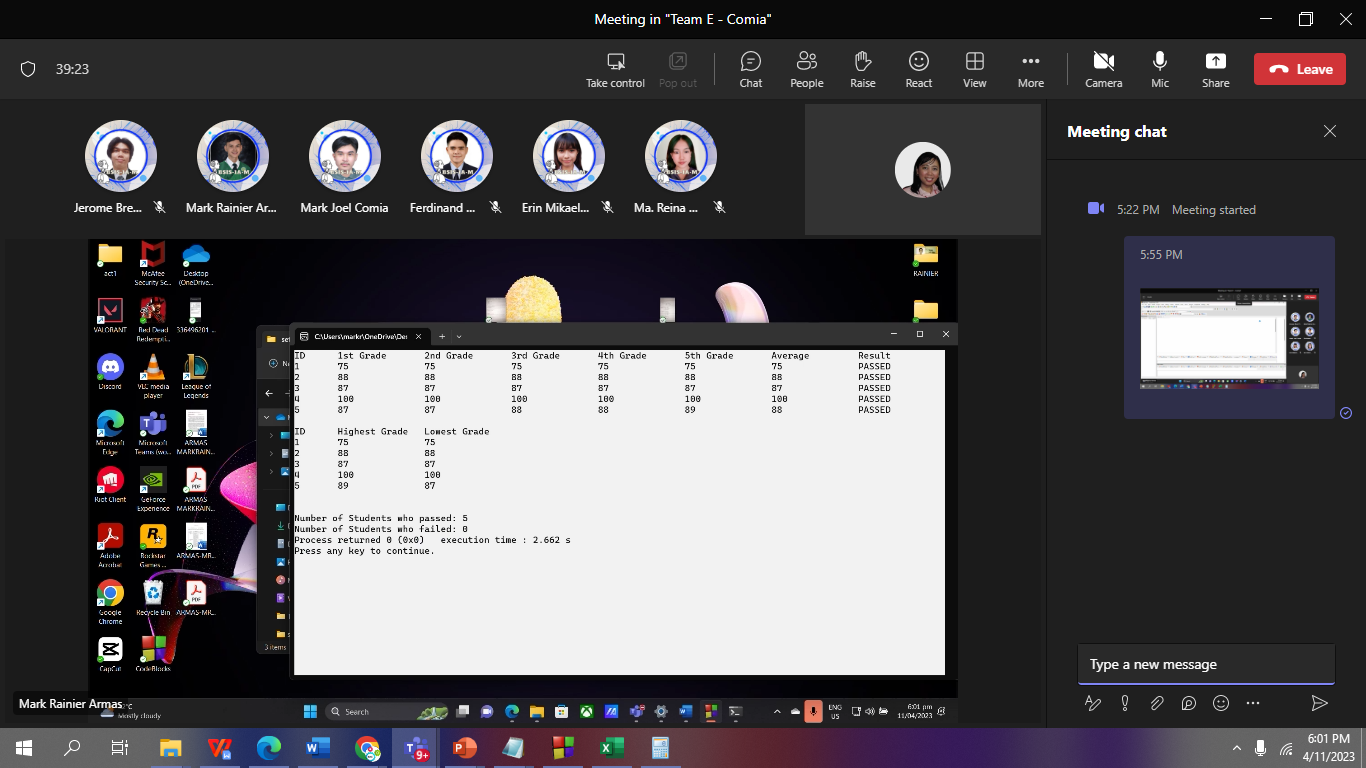 Meeting in "Team E - Comia"
39:23
Take control
Pop out
Chat
People
Raise
React
View
More
Camera
Mic
Share
Leave
Jerome Bre...
Mark Rainier Ar...
Mark Joel Comia
Ferdinand ...
Erin Mikael...
Ma. Reina ...
Meeting chat
5:22 PM Meeting started
5:55 PM
Type a new message
act1
McAfee Security Sc...
Desktop (OneDrive...
RAINIER
VALORANT
Red Dead Redempti...
336496201 ...
Discord
VLC media player
League of Legends
Microsoft Edge
Microsoft Teams (wo...
ARMAS MARKRAIN...
Riot Client
GeForce Experience
ARMAS MARKRAIN...
Adobe Acrobat
Rockstar Games ...
ARMAS-MR...
Google Chrome
Recycle Bin
ARMAS-MR...
CapCut
CodeBlocks
3 items
C:\Users\markr\OneDrive\Des
ID 1st Grade 2nd Grade 3rd Grade 4th Grade 5th Grade Average Result
1 75 75 75 75 75 75 PASSED
2 88 88 88 88 88 88 PASSED
3 87 87 87 87 87 87 PASSED
4 100 100 100 100 100 100 PASSED
5 87 87 88 88 89 88 PASSED
ID Highest Grade Lowest Grade
1 75 75
2 88 88
3 87 87
4 100 100
5 89 87
Number of Students who passed: 5
Number of Students who failed: 0
Process returned 0 (0x0) execution time : 2.662 s
Press any key to continue.
Mark Rainier Armas
Mostly cloudy
Search
ENG US
6:01 pm
11/04/2023
9+
6:01 PM
4/11/2023